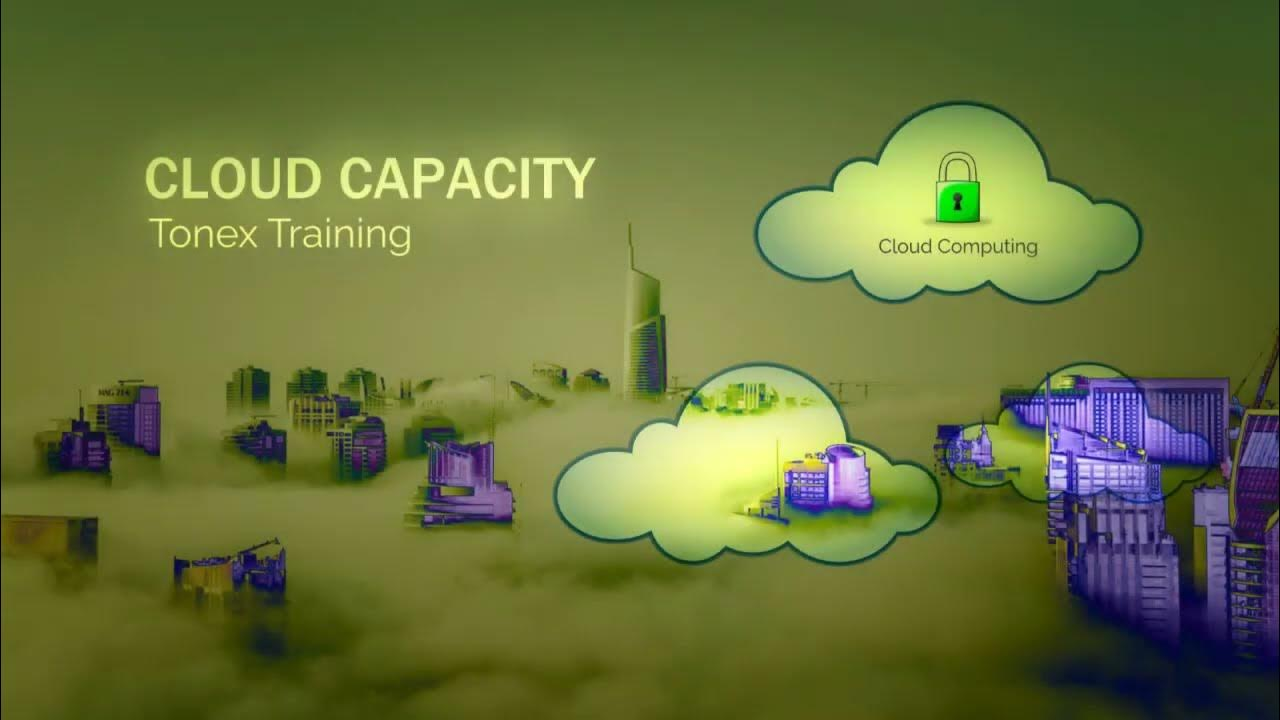 CLOUD CAPACITY
Tonex Training
Cloud Computing